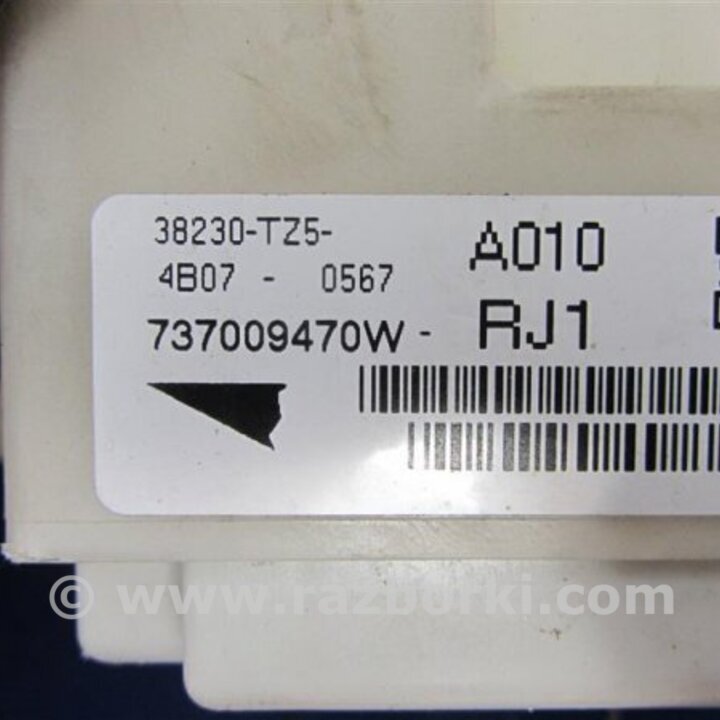 38230-TZ5-
A010
4B07 - 0567
737009470W-
RJ1
© www.razborki.com